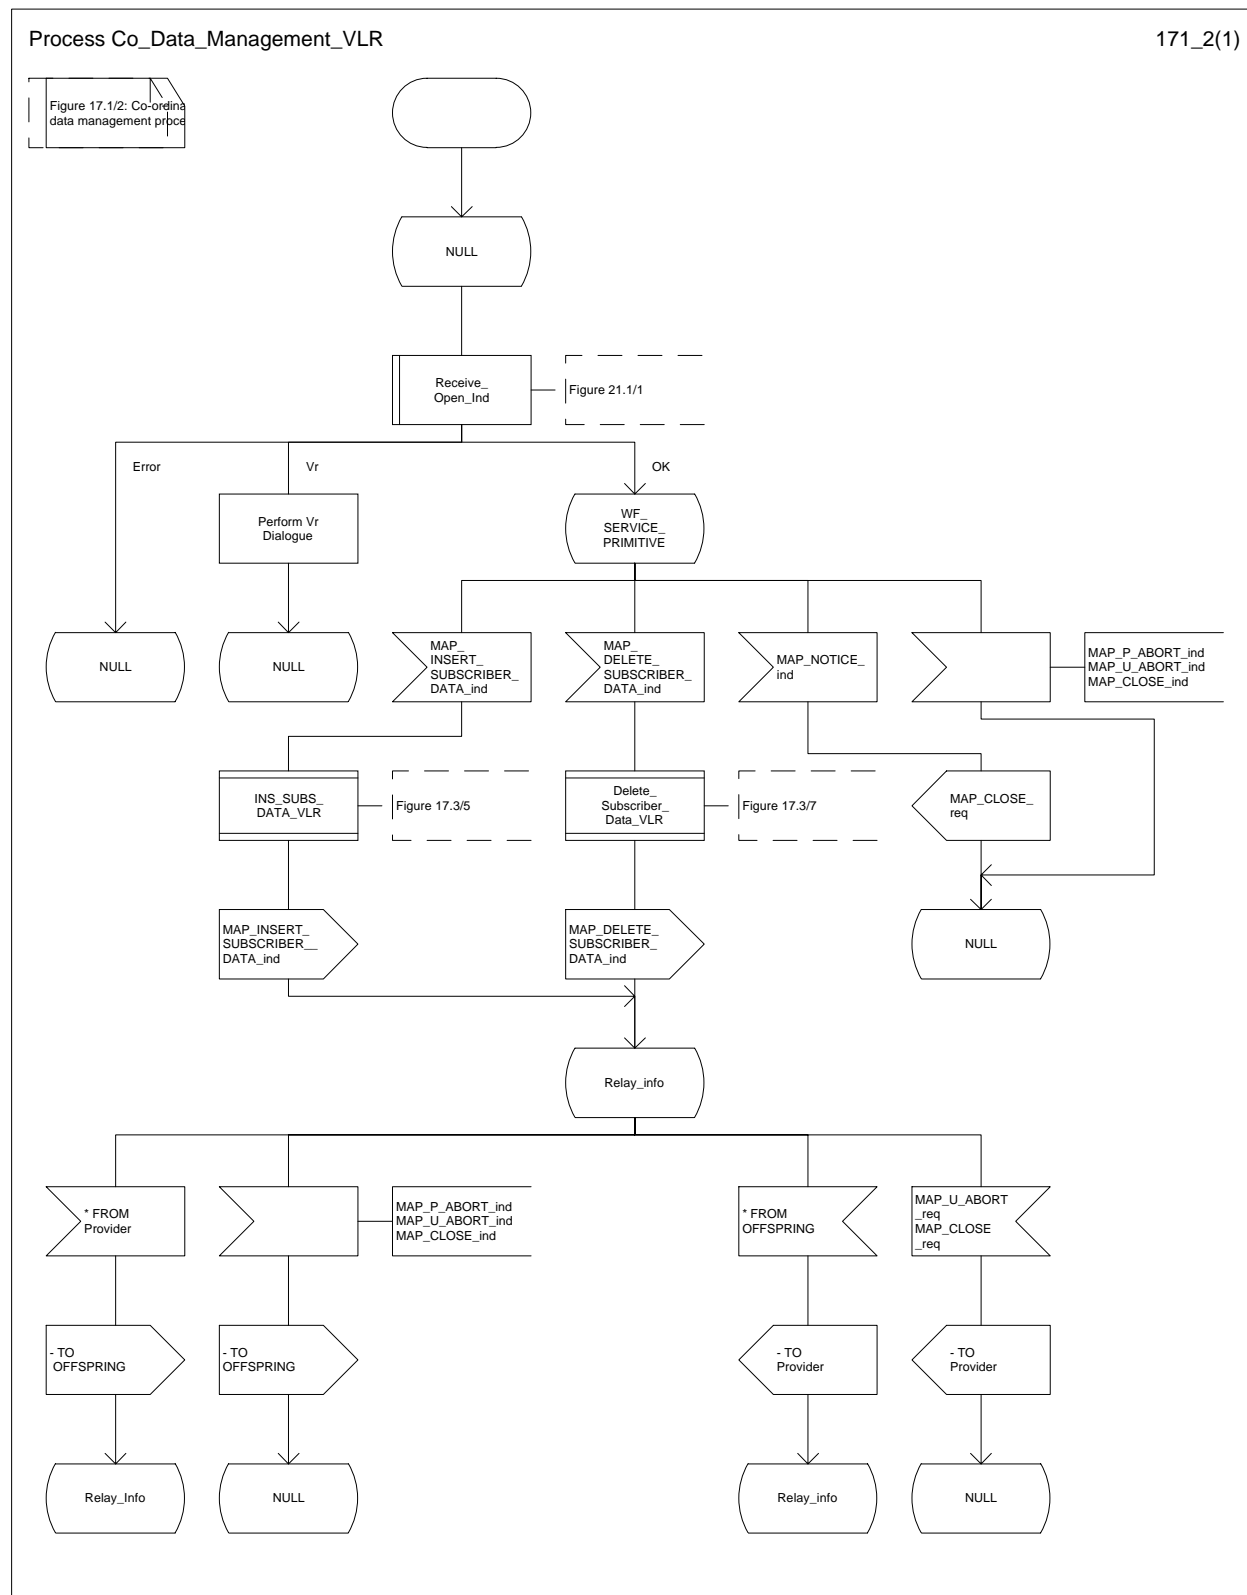 Process Co_Data_Management_VLR
171_2(1)
Figure 17.1/2: Co-ordina
data management proce
NULL
Receive_
Open_Ind
Figure 21.1/1
Error
Vr
OK
Perform Vr
Dialogue
WF_
SERVICE_
PRIMITIVE
NULL
NULL
MAP_
INSERT_
SUBSCRIBER_
DATA_ind
MAP_
DELETE_
SUBSCRIBER_
DATA_ind
MAP_NOTICE_
ind
MAP_P_ABORT_ind
MAP_U_ABORT_ind
MAP_CLOSE_ind
INS_SUBS_
DATA_VLR
Figure 17.3/5
Delete_
Subscriber_
Data_VLR
Figure 17.3/7
MAP_CLOSE_
req
MAP_INSERT_
SUBSCRIBER__
DATA_ind
MAP_DELETE_
SUBSCRIBER_
DATA_ind
NULL
Relay_info
* FROM
Provider
MAP_P_ABORT_ind
MAP_U_ABORT_ind
MAP_CLOSE_ind
* FROM
OFFSPRING
MAP_U_ABORT
_req
MAP_CLOSE
_req
- TO
OFFSPRING
- TO
OFFSPRING
- TO
Provider
- TO
Provider
Relay_Info
NULL
Relay_info
NULL